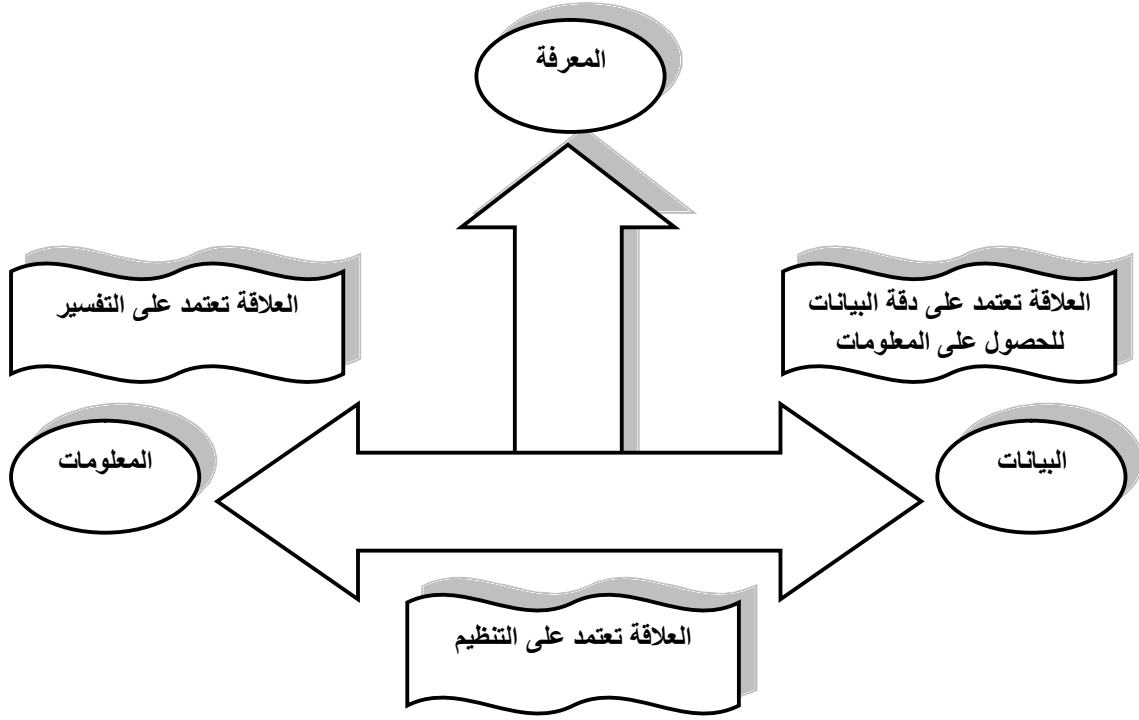 المعرفة
العلاقة تعتمد على دقة البيانات
للحصول على المعلومات
العلاقة تعتمد على التفسير
البيانات
المعلومات
العلاقة تعتمد على التنظيم